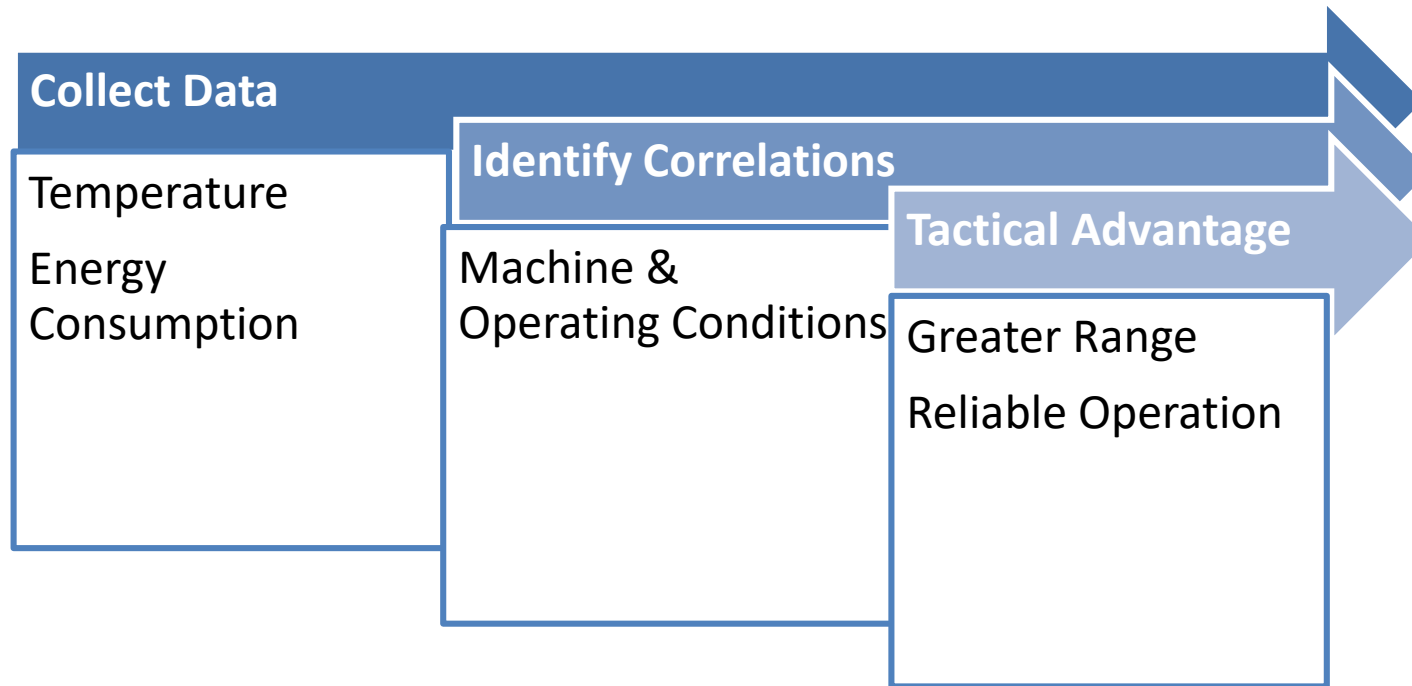 Collect Data
Temperature
Energy
Consumption
Identify Correlations
Machine &
Operating Conditions
Tactical Advantage
Greater Range
Reliable Operation